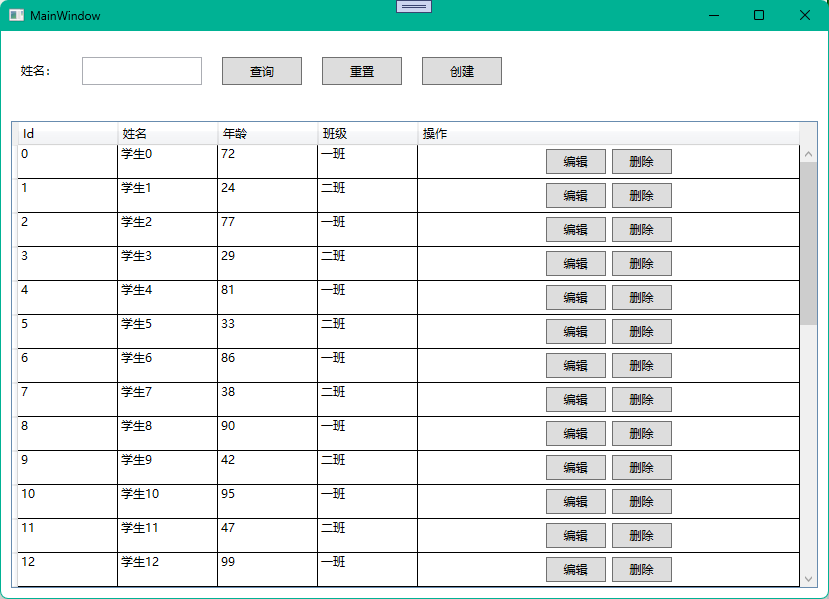 MainWindow
姓名： 查询 重置 创建
Id 姓名 年龄 班级 操作
0 学生0 72 一班 编辑 删除
1 学生1 24 二班 编辑 删除
2 学生2 77 一班 编辑 删除
3 学生3 29 二班 编辑 删除
4 学生4 81 一班 编辑 删除
5 学生5 33 二班 编辑 删除
6 学生6 86 一班 编辑 删除
7 学生7 38 二班 编辑 删除
8 学生8 90 一班 编辑 删除
9 学生9 42 二班 编辑 删除
10 学生10 95 一班 编辑 删除
11 学生11 47 二班 编辑 删除
12 学生12 99 一班 编辑 删除